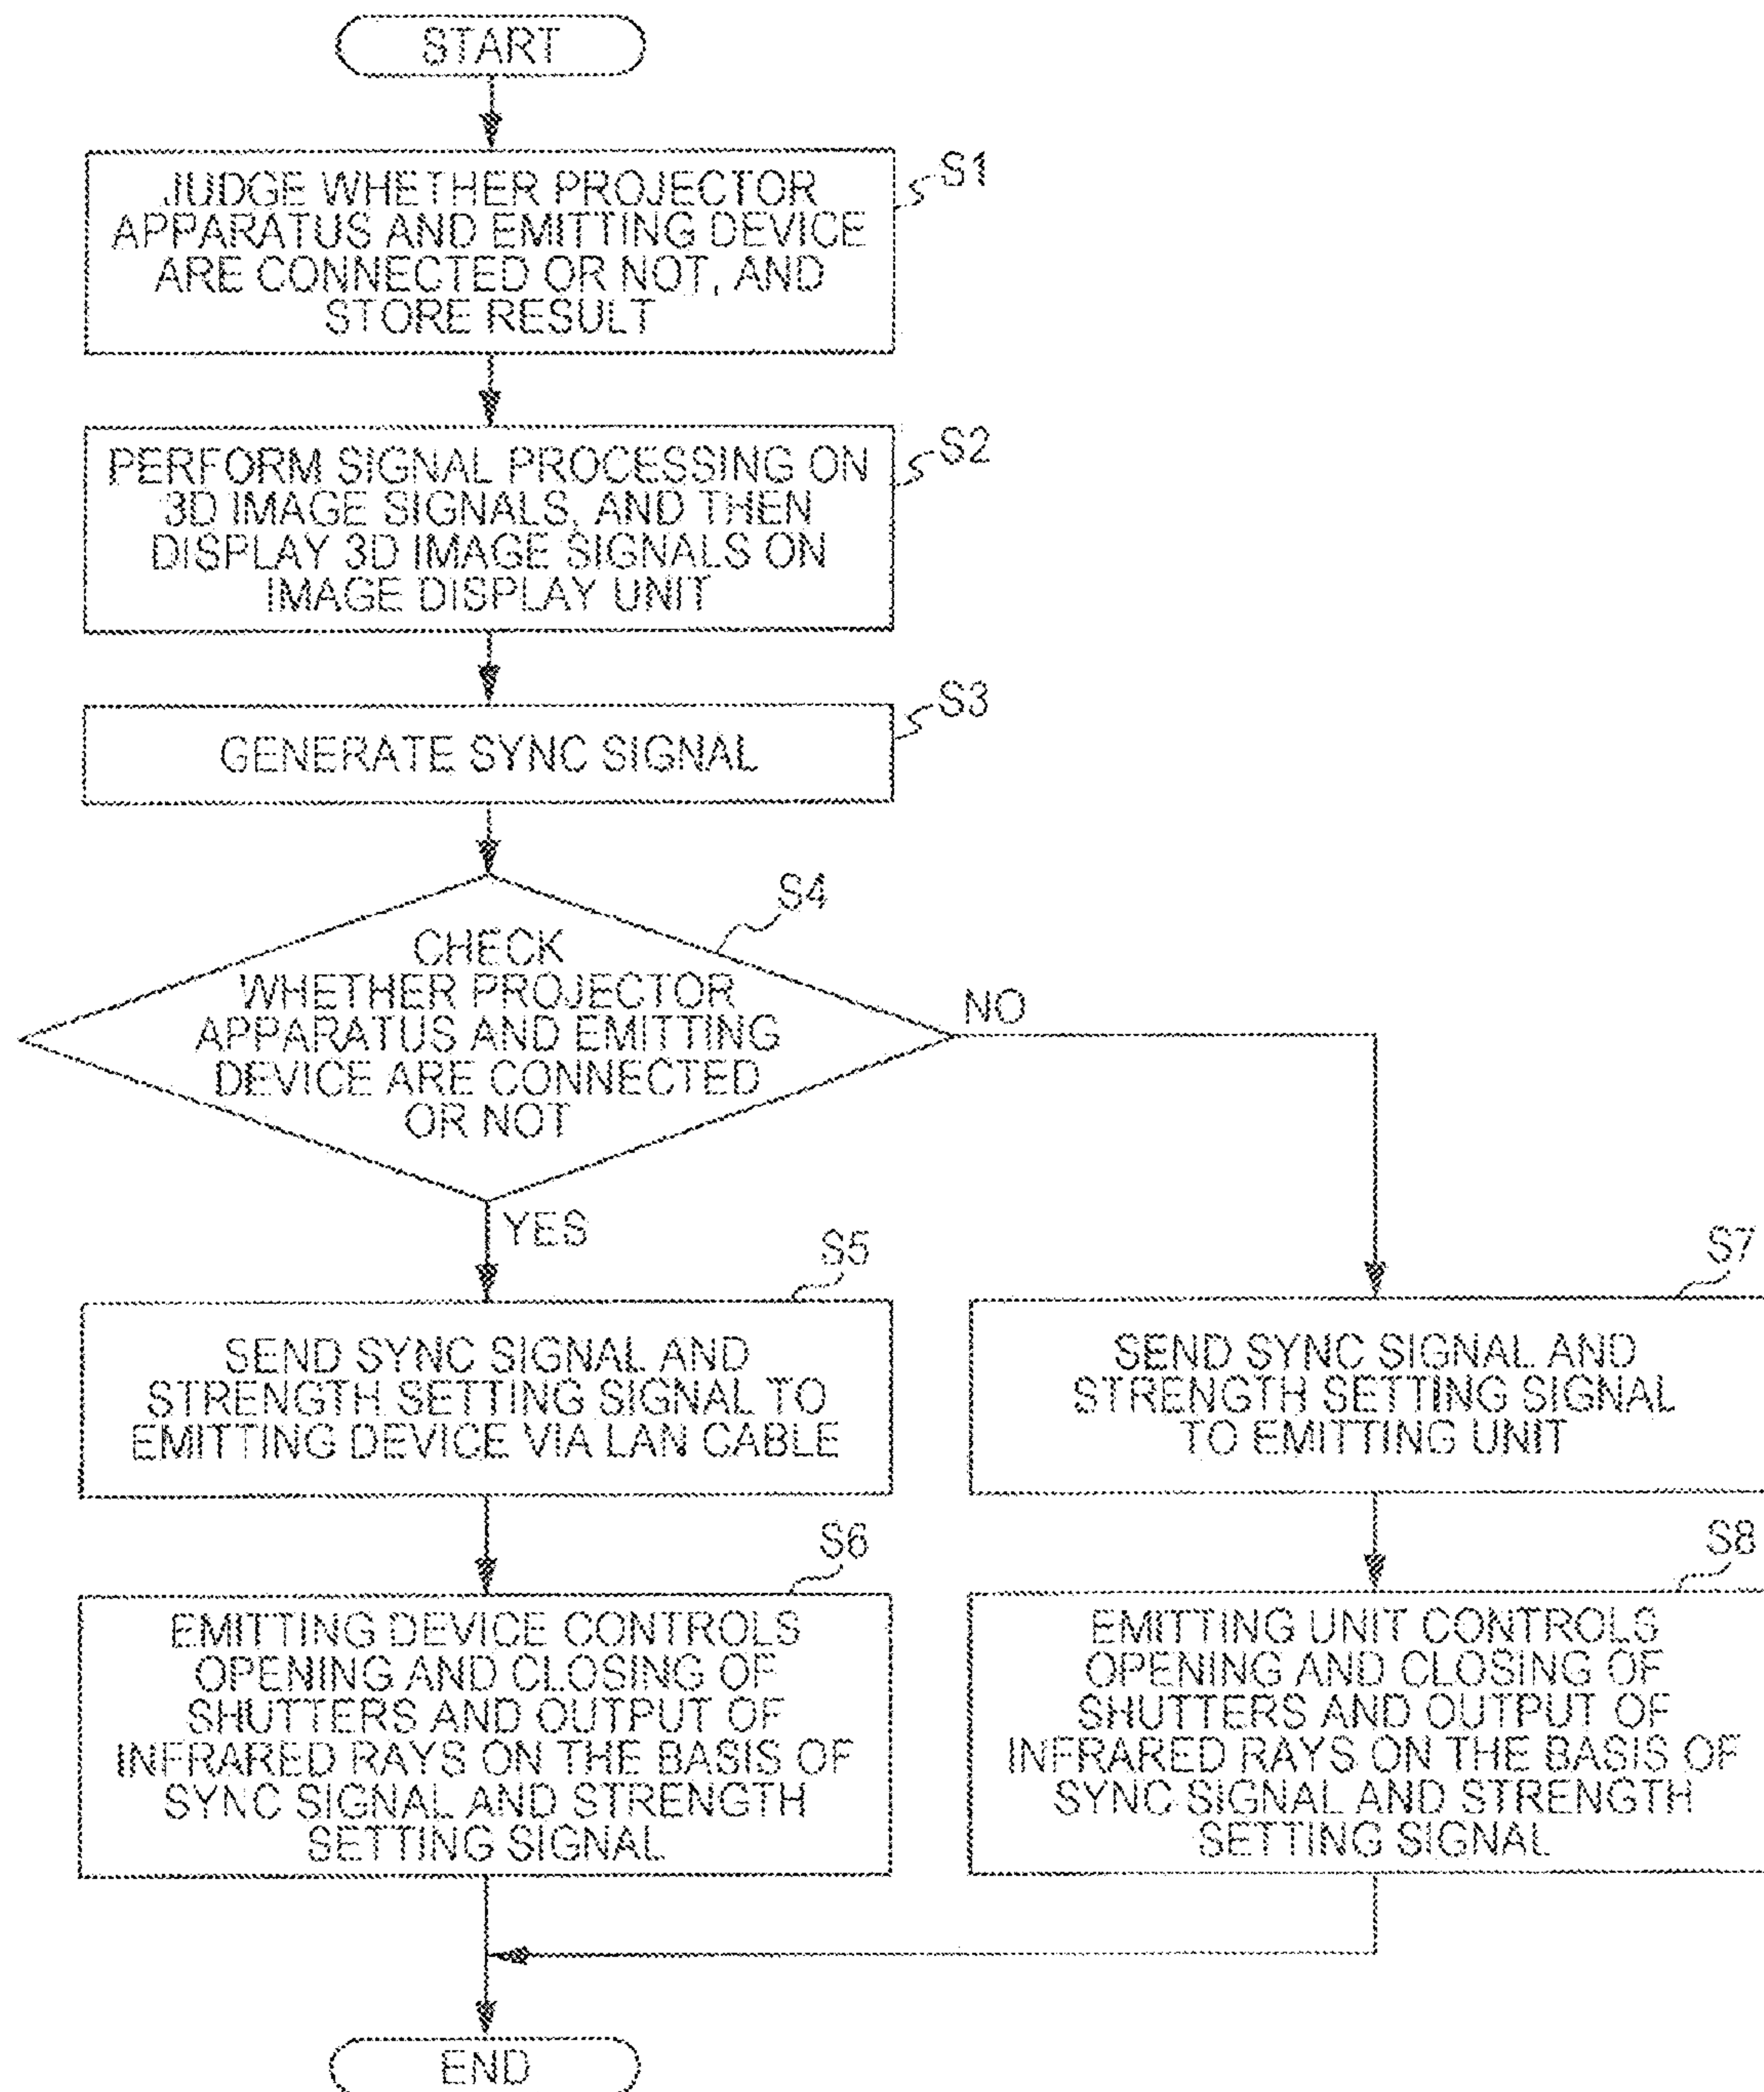 START
JUDGE WHETHER PROJECTOR
APPARATUS AND EMITTING DEVICE
ARE CONNECTED OR NOT, AND
STORE RESULT
S1
PERFORM SIGNAL PROCESSING ON
3D IMAGE SIGNALS, AND THEN
DISPLAY 3D IMAGE SIGNALS ON
IMAGE DISPLAY UNIT
S2
GENERATE SYNC SIGNAL
S3
CHECK
WHETHER PROJECTOR
APPARATUS AND EMITTING
DEVICE ARE CONNECTED
OR NOT
S4
NO
YES
S5
SEND SYNC SIGNAL AND
STRENGTH SETTING SIGNAL TO
EMITTING DEVICE VIA LAN CABLE
S6
EMITTING DEVICE CONTROLS
OPENING AND CLOSING OF
SHUTTERS AND OUTPUT OF
INFRARED RAYS ON THE BASIS OF
SYNC SIGNAL AND STRENGTH
SETTING SIGNAL
S7
SEND SYNC SIGNAL AND
STRENGTH SETTING SIGNAL
TO EMITTING UNIT
S8
EMITTING UNIT CONTROLS
OPENING AND CLOSING OF
SHUTTERS AND OUTPUT OF
INFRARED RAYS ON THE BASIS OF
SYNC SIGNAL AND STRENGTH
SETTING SIGNAL
END